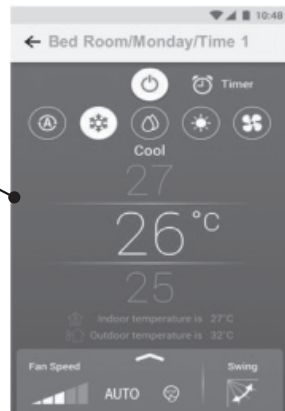 10:48
← Bed Room/Monday/Time 1
Timer
A
Cool
27
26°C
25
Indoor temperature is 27°C
Outdoor temperature is 32°C
Fan Speed
AUTO
Swing